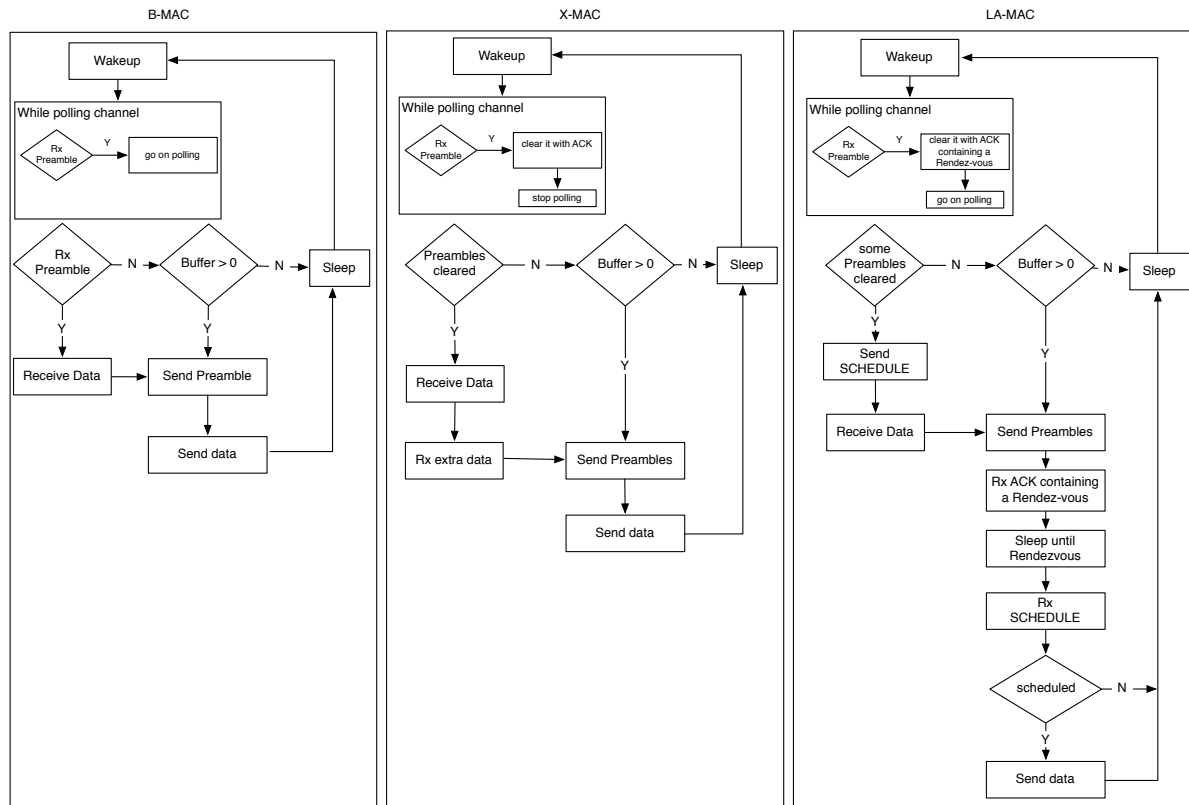 B-MAC
Wakeup
While polling channel
Rx
Preamble
Y
go on polling
Rx
Preamble
N
Buffer > 0
N
Sleep
Y
Y
Receive Data
Send Preamble
Send data
X-MAC
Wakeup
While polling channel
Rx
Preamble
Y
clear it with ACK
stop polling
Preambles
cleared
N
Buffer > 0
N
Sleep
Y
Y
Receive Data
Rx extra data
Send Preambles
Send data
LA-MAC
Wakeup
While polling channel
Rx
Preamble
Y
clear it with ACK
containing a
Rendez-vous
go on polling
some
Preambles
cleared
N
Buffer > 0
N
Sleep
Y
Y
Send
SCHEDULE
Receive Data
Send Preambles
Rx ACK containing
a Rendez-vous
Sleep until
Rendezvous
Rx
SCHEDULE
scheduled
N
Y
Send data